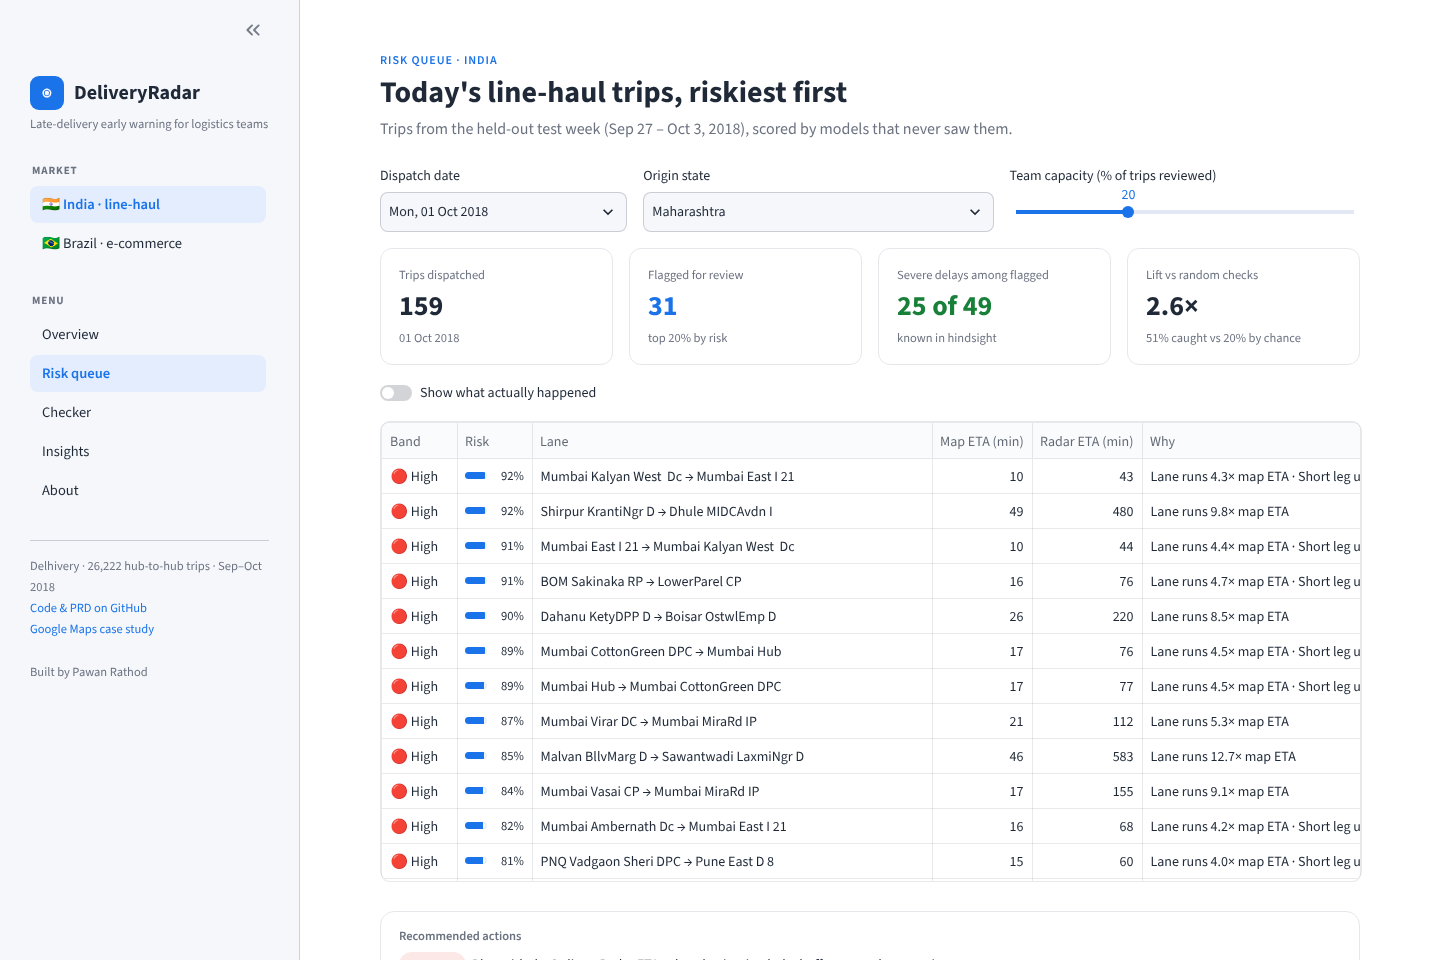 DeliveryRadar
Late-delivery early warning for logistics teams
MARKET
🇮🇳 India · line-haul
🇧🇷 Brazil · e-commerce
MENU
Overview
Risk queue
Checker
Insights
About
Delhivery · 26,222 hub-to-hub trips · Sep–Oct
2018
Code & PRD on GitHub
Google Maps case study
Built by Pawan Rathod
RISK QUEUE · INDIA
Today's line-haul trips, riskiest first
Trips from the held-out test week (Sep 27 – Oct 3, 2018), scored by models that never saw them.
Dispatch date
Mon, 01 Oct 2018
Origin state
Maharashtra
Team capacity (% of trips reviewed)
20
Trips dispatched
159
01 Oct 2018
Flagged for review
31
top 20% by risk
Severe delays among flagged
25 of 49
known in hindsight
Lift vs random checks
2.6×
51% caught vs 20% by chance
Show what actually happened
Band Risk Lane Map ETA (min) Radar ETA (min) Why
High 92% Mumbai Kalyan West Dc → Mumbai East I 21 10 43 Lane runs 4.3× map ETA · Short leg u
High 92% Shirpur KrantiNgr D → Dhule MIDCAvdn I 49 480 Lane runs 9.8× map ETA
High 91% Mumbai East I 21 → Mumbai Kalyan West Dc 10 44 Lane runs 4.4× map ETA · Short leg u
High 91% BOM Sakinaka RP → LowerParel CP 16 76 Lane runs 4.7× map ETA · Short leg u
High 90% Dahanu KetyDPP D → Boisar OstwlEmp D 26 220 Lane runs 8.5× map ETA
High 89% Mumbai CottonGreen DPC → Mumbai Hub 17 76 Lane runs 4.5× map ETA · Short leg u
High 89% Mumbai Hub → Mumbai CottonGreen DPC 17 77 Lane runs 4.5× map ETA · Short leg u
High 87% Mumbai Virar DC → Mumbai MiraRd IP 21 112 Lane runs 5.3× map ETA
High 85% Malvan BllvMarg D → Sawantwadi LaxmiNgr D 46 583 Lane runs 12.7× map ETA
High 84% Mumbai Vasai CP → Mumbai MiraRd IP 17 155 Lane runs 9.1× map ETA
High 82% Mumbai Ambernath Dc → Mumbai East I 21 16 68 Lane runs 4.2× map ETA · Short leg u
High 81% PNQ Vadgaon Sheri DPC → Pune East D 8 15 60 Lane runs 4.0× map ETA · Short leg u
Recommended actions